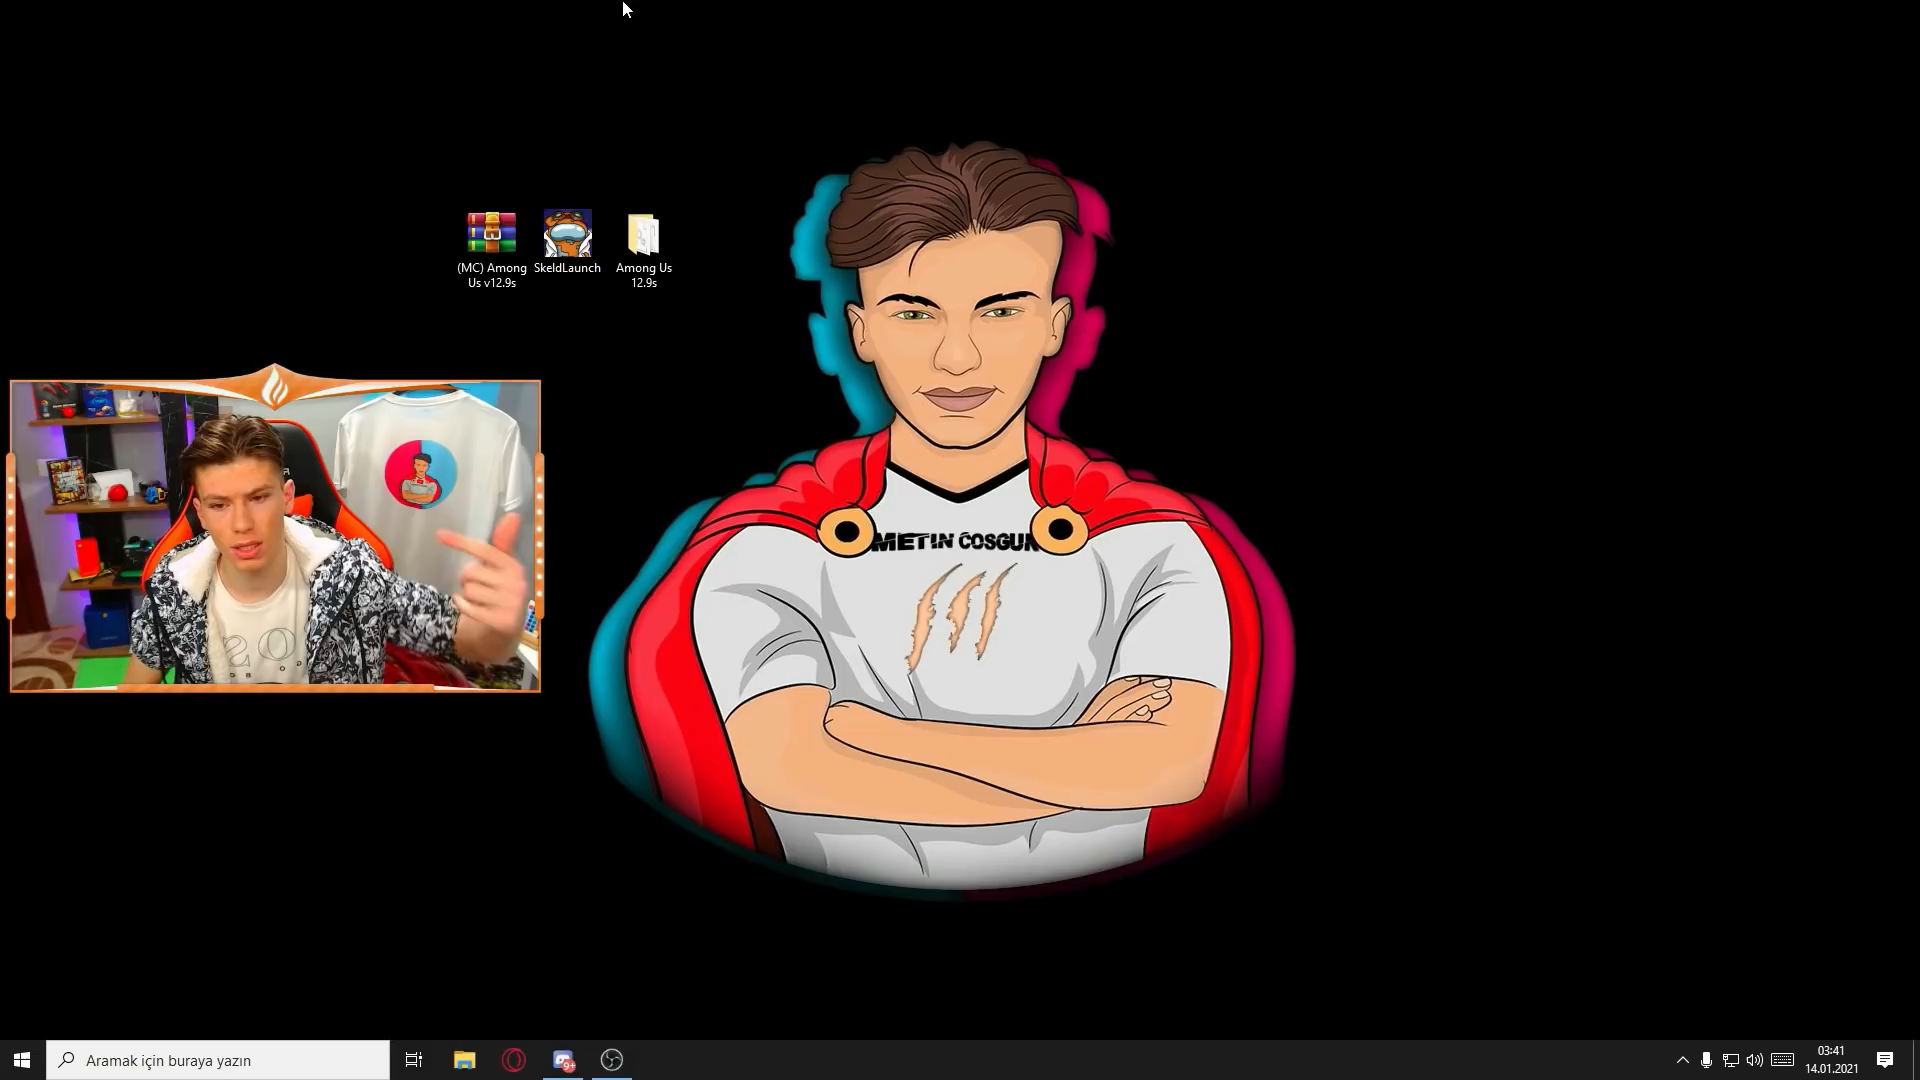 (MC) Among
Us v12.9s
SkeldLaunch
Among Us
12.9s
METIN COSGUN
Aramak için buraya yazın
9+
03:41
14.01.2021